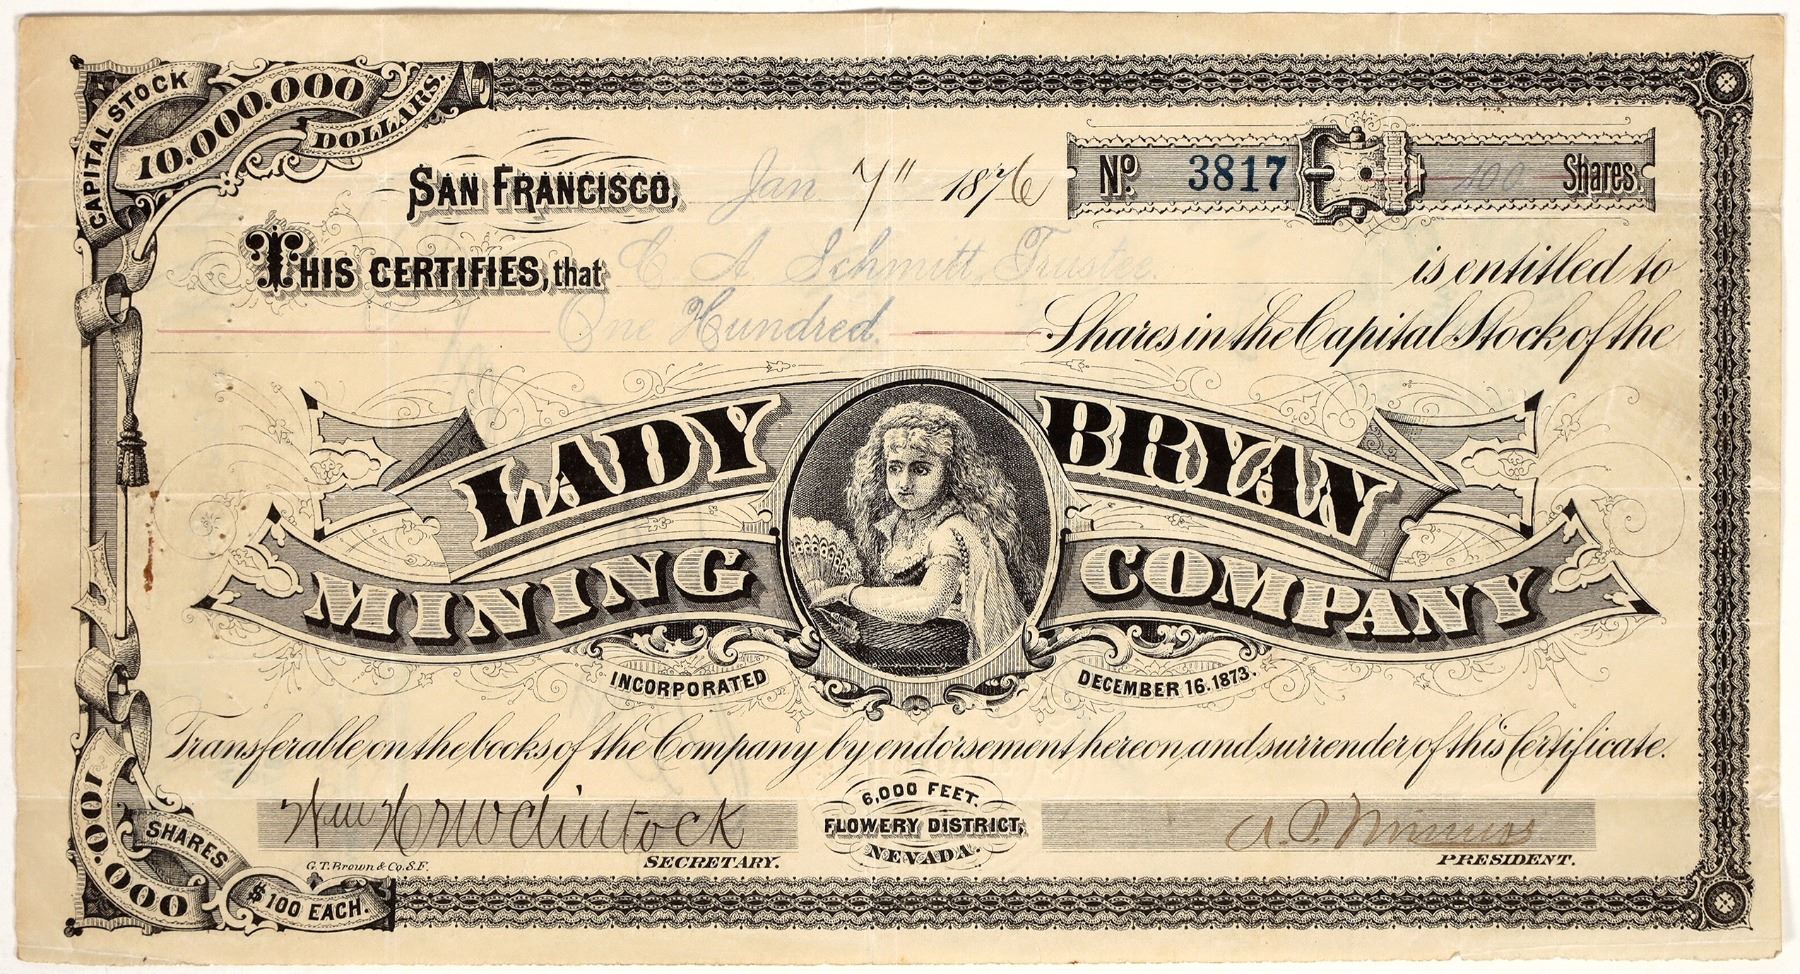 CAPITAL STOCK
10.000.000
DOLLARS.
SAN FRANCISCO, Jan. 7" 1876
No. 3817 100 Shares.
THIS CERTIFIES, that C A Schmitt, Trustee. is entitled to
One Hundred Shares in the Capital Stock of the
LADY BRYAN
MINING COMPANY
INCORPORATED DECEMBER 16. 1873.
Transferable on the books of the Company by endorsement hereon and surrender of this Certificate.
6,000 FEET.
FLOWERY DISTRICT,
NEVADA.
SECRETARY.
PRESIDENT.
G.T. Brown & Co. S.F.
100.000
SHARES
$100 EACH.